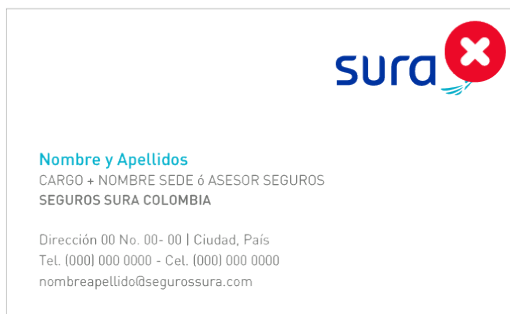 sura
Nombre y Apellidos
CARGO + NOMBRE SEDE ó ASESOR SEGUROS
SEGUROS SURA COLOMBIA
Dirección 00 No. 00- 00 | Ciudad, País
Tel. (000) 000 0000 - Cel. (000) 000 0000
nombreapellido@segurossura.com